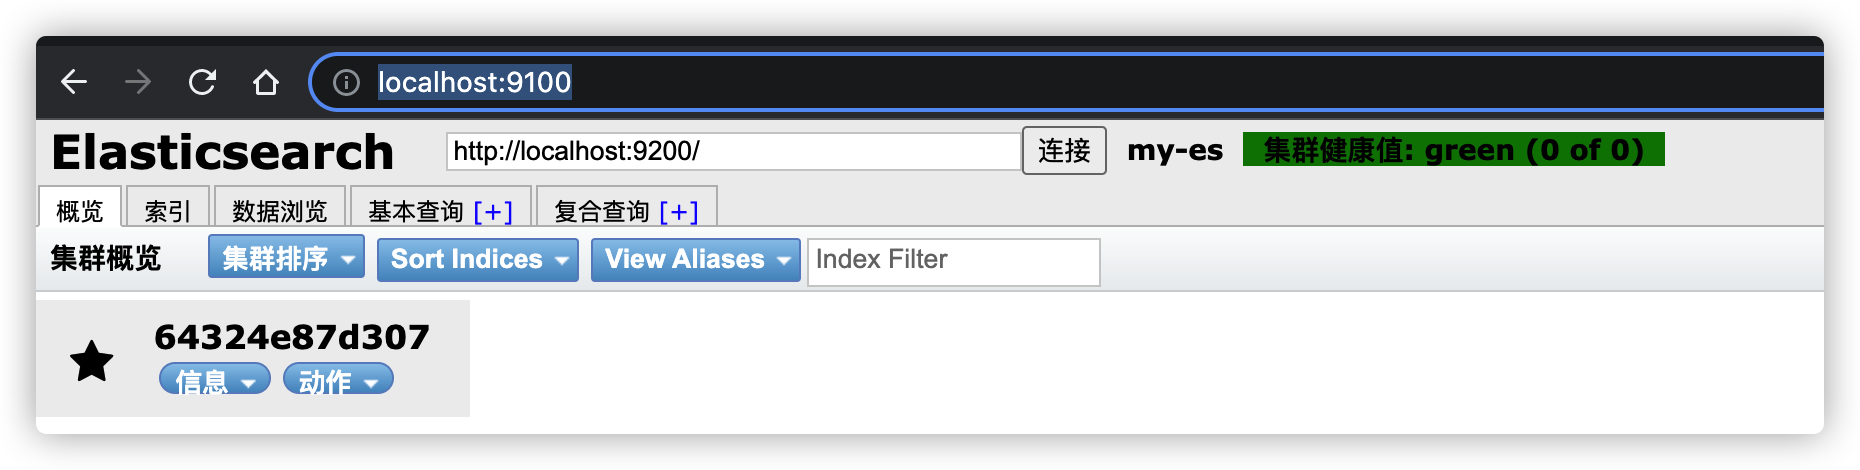 localhost:9100
Elasticsearch http://localhost:9200/ 连接 my-es 集群健康值: green (0 of 0)
概览 索引 数据浏览 基本查询 [+] 复合查询 [+]
集群概览 集群排序 Sort Indices View Aliases Index Filter
64324e87d307
信息 动作